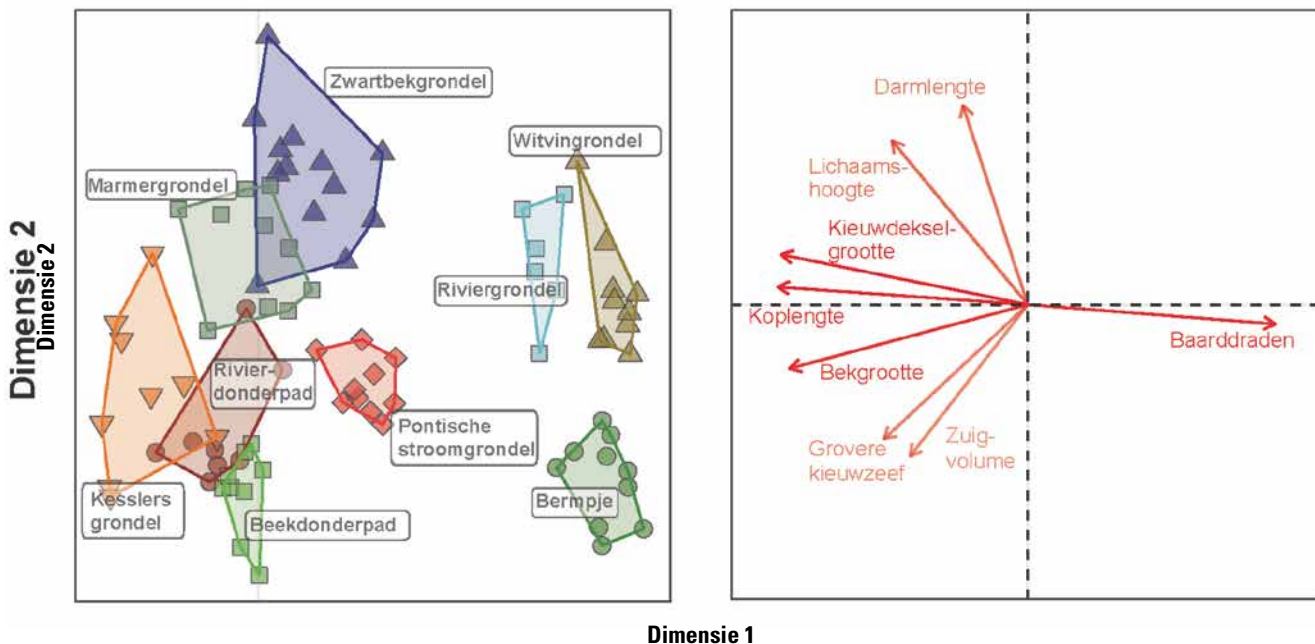 Zwartbekgrondel
Witvingrondel
Marmergrondel
Riviergrondel
Rivier-
donderpad
Pontische
stroomgrondel
Kesslers
grondel
Beekdonderpad
Bermpje
Dimensie 2
Dimensie 2
Darmlengte
Lichaams-
hoogte
Kieuwdeksel-
grootte
Koplengte
Baarddraden
Bekgrootte
Grovere
kieuwzeef
Zuig-
volume
Dimensie 1